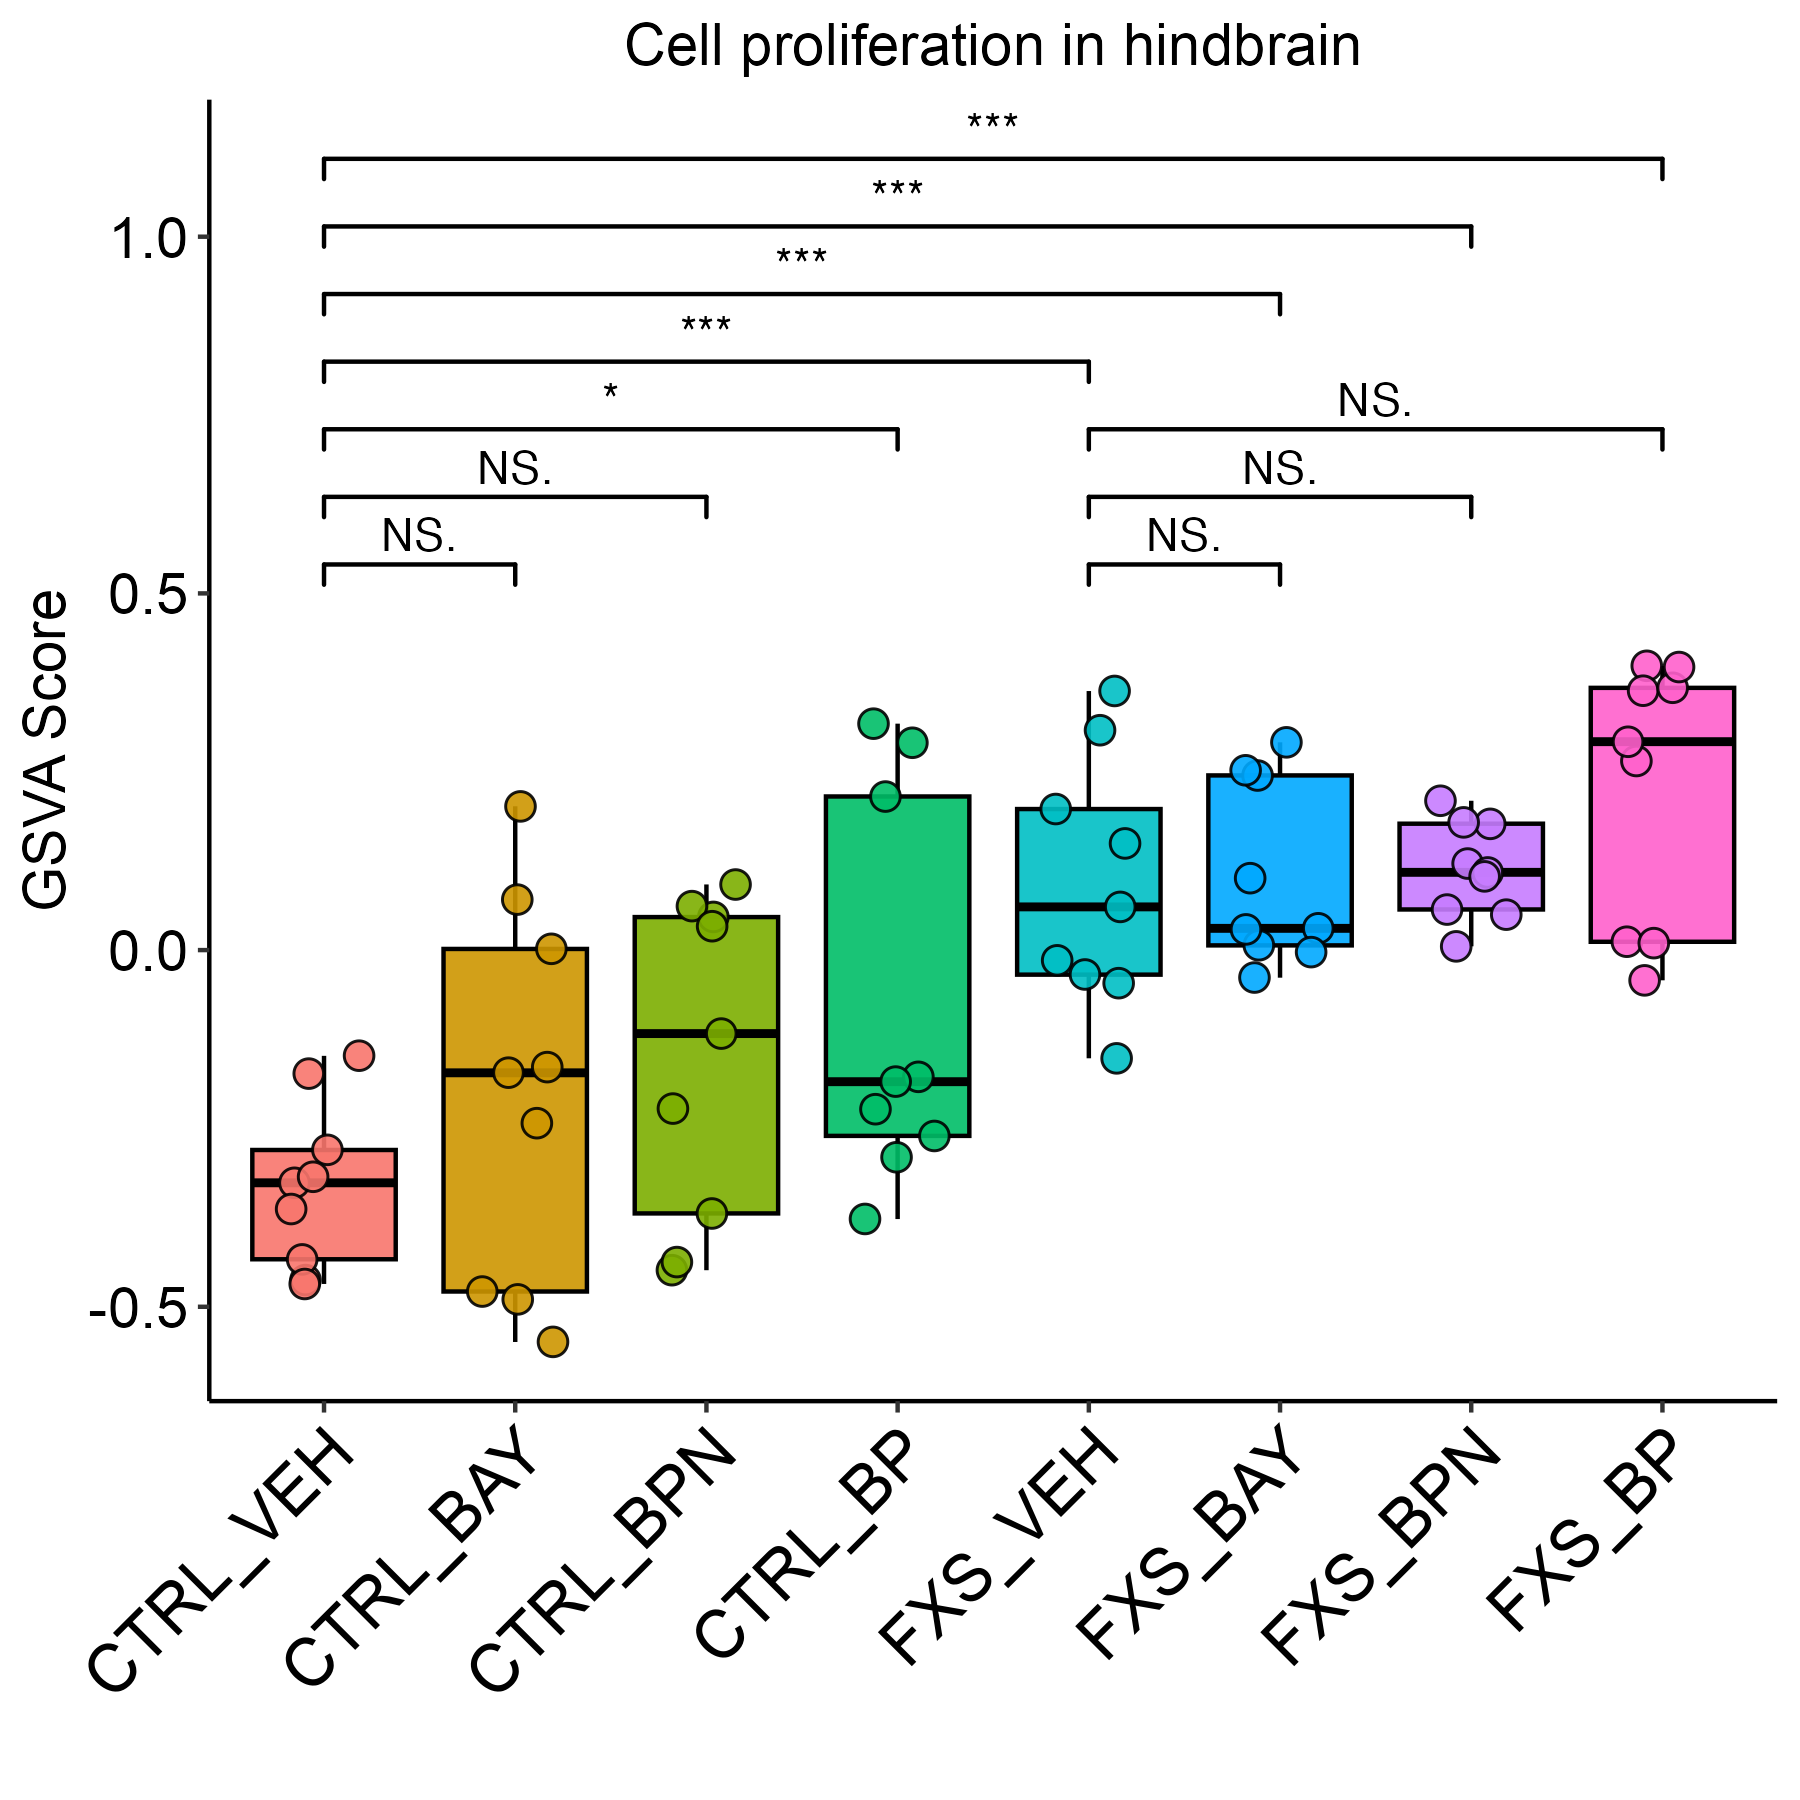 Cell proliferation in hindbrain
***
***
***
***
*
NS.
NS.
NS.
NS.
NS.
GSVA Score
1.0
0.5
0.0
-0.5
CTRL_VEH
CTRL_BAY
CTRL_BPN
CTRL_BP
FXS_VEH
FXS_BAY
FXS_BPN
FXS_BP